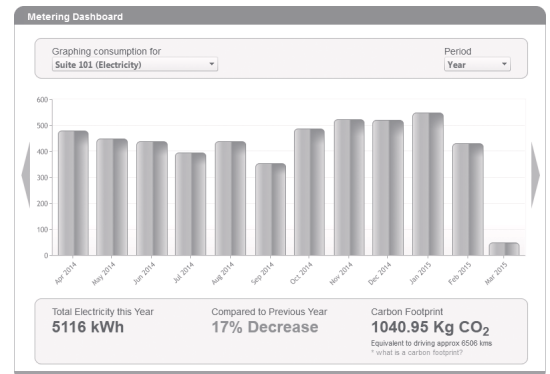 Metering Dashboard
Graphing consumption for
Period
Suite 101 (Electricity)
Year
600
500
400
300
200
100
0
Apr 2014
May 2014
Jun 2014
Jul 2014
Aug 2014
Sep 2014
Oct 2014
Nov 2014
Dec 2014
Jan 2015
Feb 2015
Mar 2015
Total Electricity this Year
Compared to Previous Year
Carbon Footprint
5116 kWh
17% Decrease
1040.95 Kg CO₂
Equivalent to driving approx 6506 kms
* what is a carbon footprint?